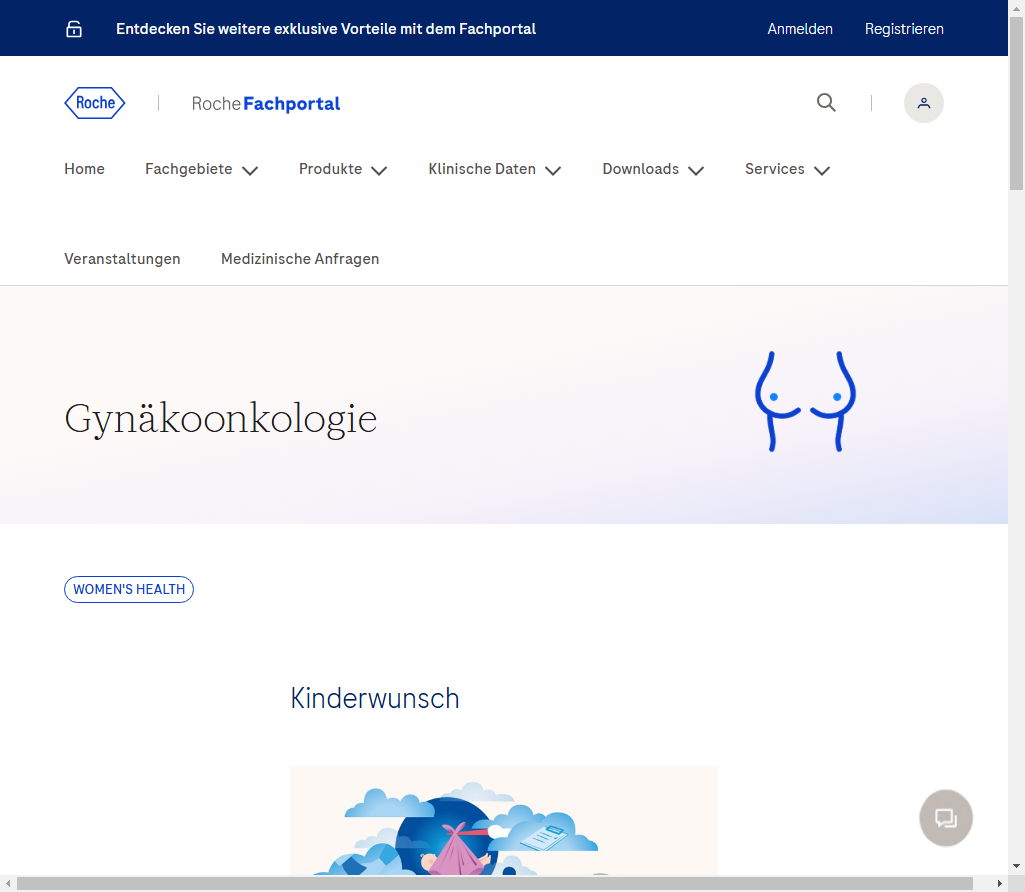 Entdecken Sie weitere exklusive Vorteile mit dem Fachportal
Anmelden
Registrieren
Roche
RocheFachportal
Home
Fachgebiete
Produkte
Klinische Daten
Downloads
Services
Veranstaltungen
Medizinische Anfragen
Gynäkoonkologie
WOMEN'S HEALTH
Kinderwunsch